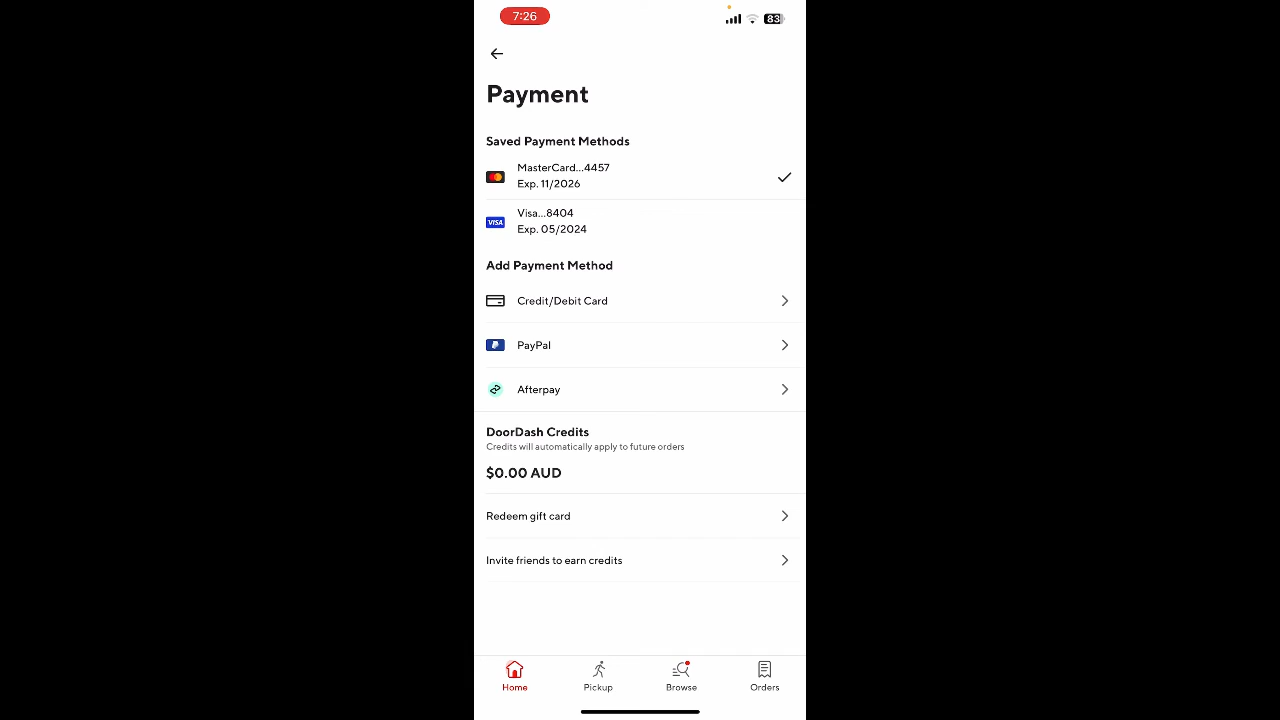 7:26
83
Payment
Saved Payment Methods
MasterCard...4457
Exp. 11/2026
VISA
Visa...8404
Exp. 05/2024
Add Payment Method
Credit/Debit Card
PayPal
Afterpay
DoorDash Credits
Credits will automatically apply to future orders
$0.00 AUD
Redeem gift card
Invite friends to earn credits
Home
Pickup
Browse
Orders